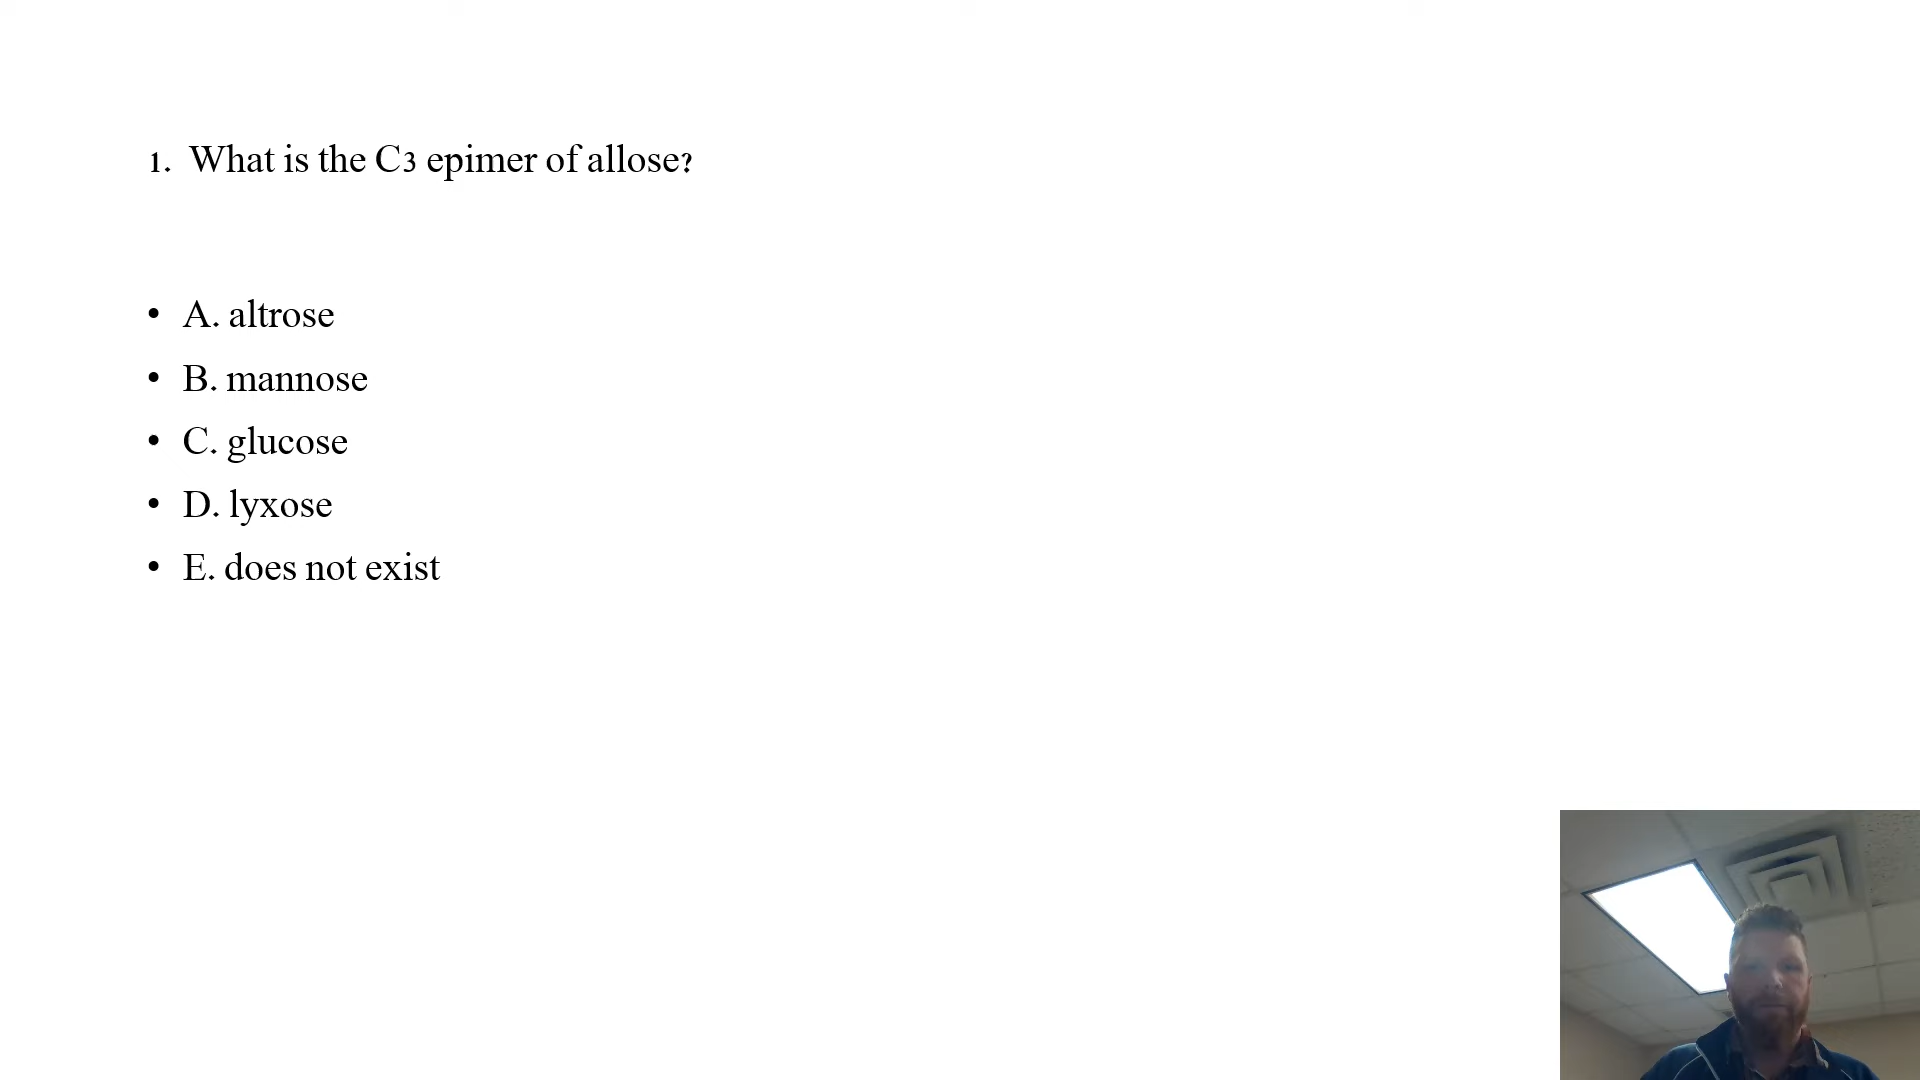 1. What is the C3 epimer of allose?
• A. altrose
• B. mannose
• C. glucose
• D. lyxose
• E. does not exist